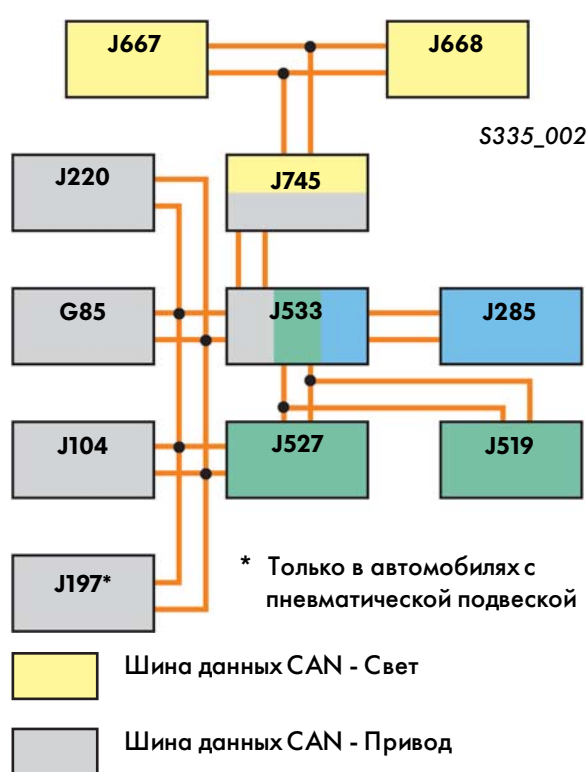 J667
J668
S335_002
J220
J745
G85
J533
J285
J104
J527
J519
J197*
* Только в автомобилях с
пневматической подвеской
Шина данных CAN - Свет
Шина данных CAN - Привод